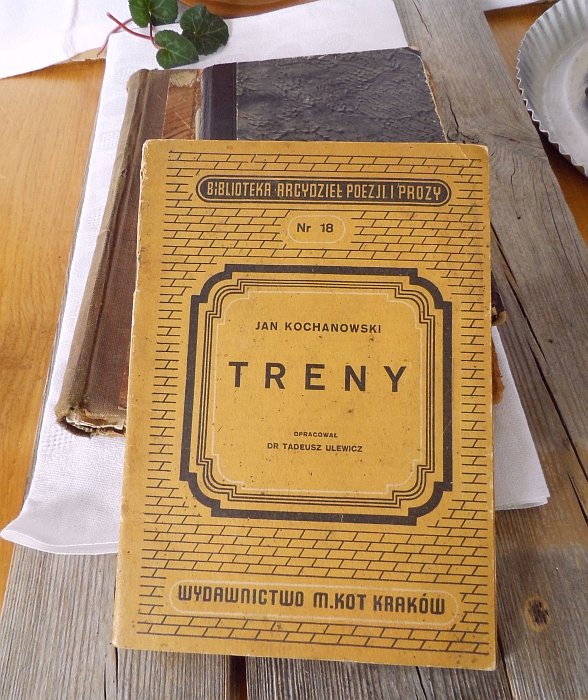 BIBLIOTEKA ARCYDZIEŁ POEZJI I PROZY
Nr 18
JAN KOCHANOWSKI
TRENY
OPRACOWAŁ
DR TADEUSZ ULEWICZ
WYDAWNICTWO M. KOT KRAKÓW